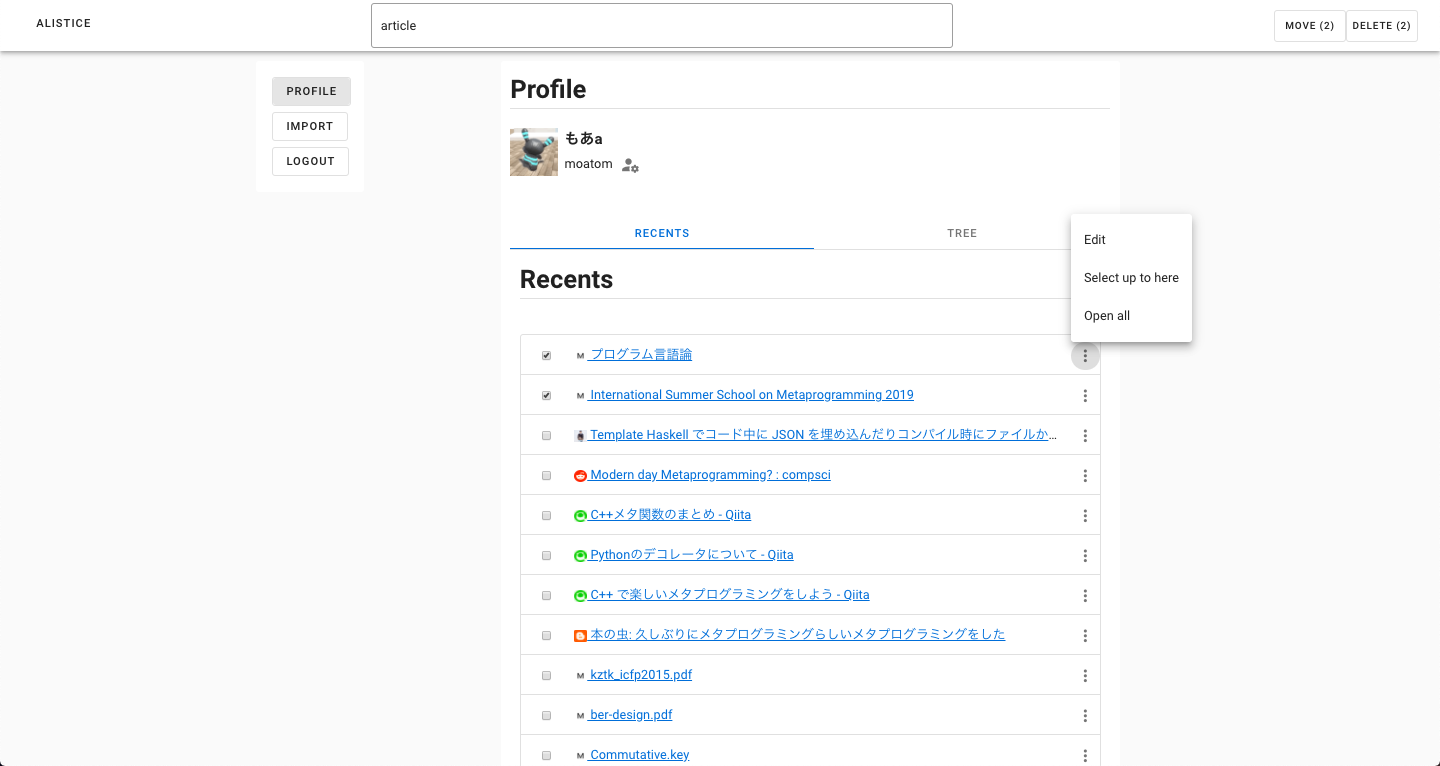 ALISTICE
article
MOVE (2)
DELETE (2)
PROFILE
IMPORT
LOGOUT
Profile
もあa
moatom
RECENTS
TREE
Edit
Select up to here
Open all
Recents
M プログラム言語論
M International Summer School on Metaprogramming 2019
Template Haskell でコード中に JSON を埋め込んだりコンパイル時にファイルか...
Modern day Metaprogramming? : compsci
C++メタ関数のまとめ - Qiita
Pythonのデコレータについて - Qiita
C++ で楽しいメタプログラミングをしよう - Qiita
本の虫: 久しぶりにメタプログラミングらしいメタプログラミングをした
M kztk_icfp2015.pdf
M ber-design.pdf
M Commutative.key